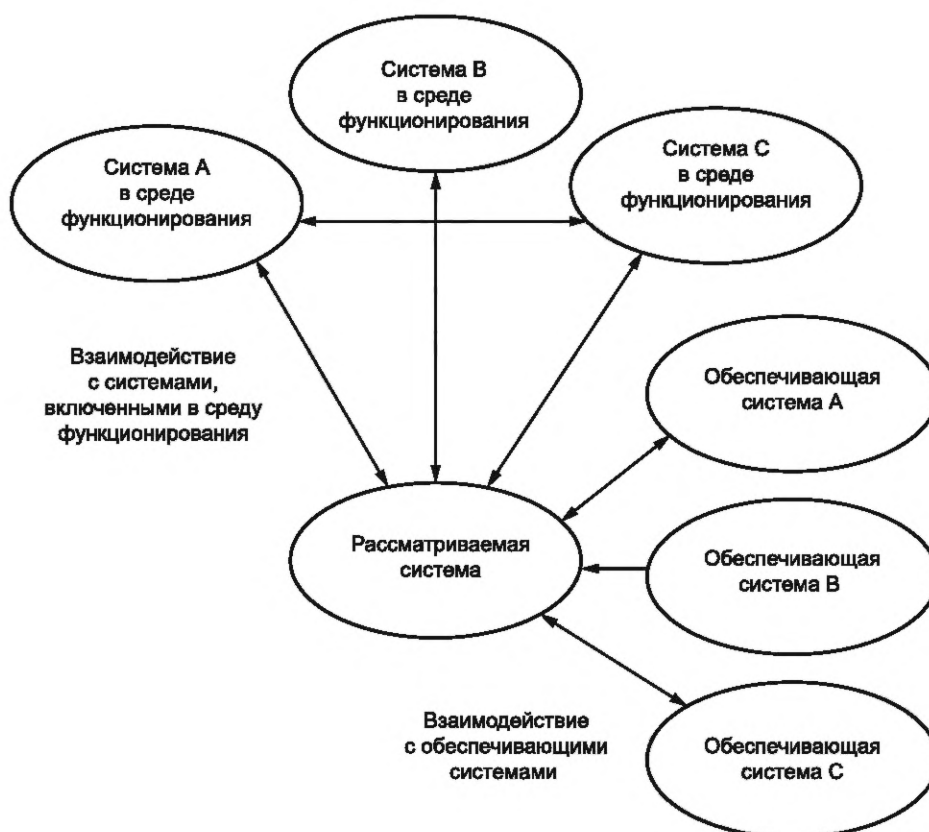 Система B
в среде
функционирования
Система A
в среде
функционирования
Система C
в среде
функционирования
Взаимодействие
с системами,
включенными в среду
функционирования
Обеспечивающая
система A
Рассматриваемая
система
Обеспечивающая
система B
Взаимодействие
с обеспечивающими
системами
Обеспечивающая
система C